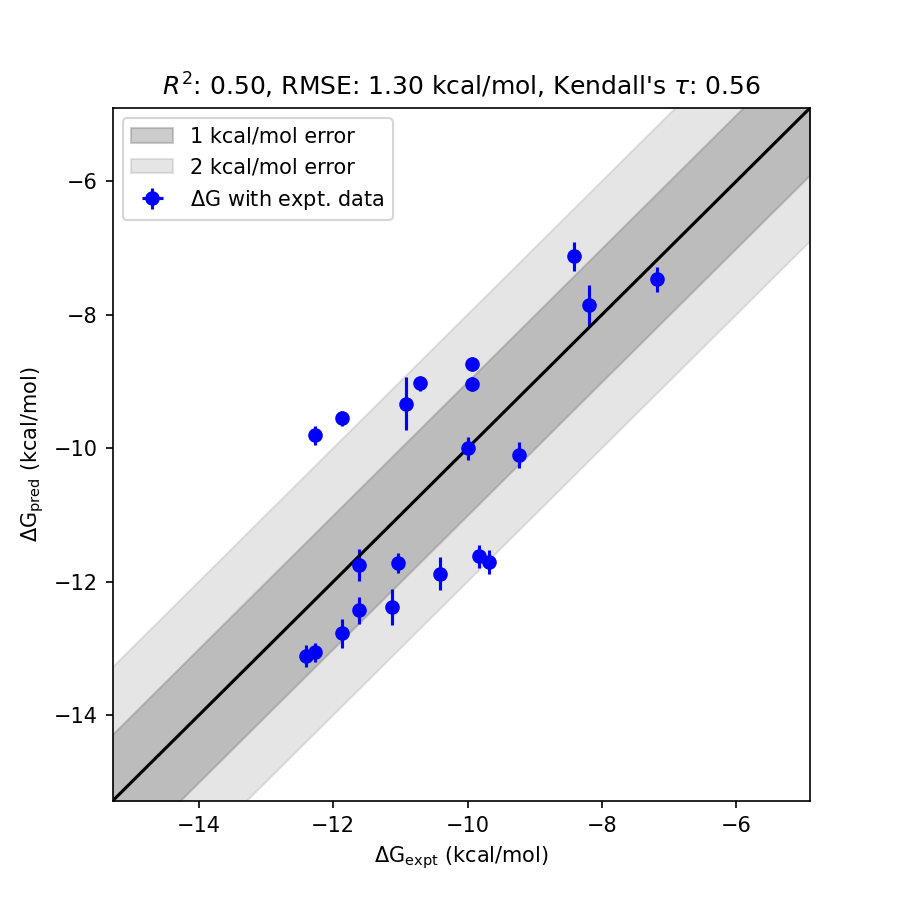 R²: 0.50, RMSE: 1.30 kcal/mol, Kendall's τ: 0.56
1 kcal/mol error
2 kcal/mol error
ΔG with expt. data
−6
−8
−10
−12
−14
ΔGpred (kcal/mol)
−14 −12 −10 −8 −6
ΔGexpt (kcal/mol)